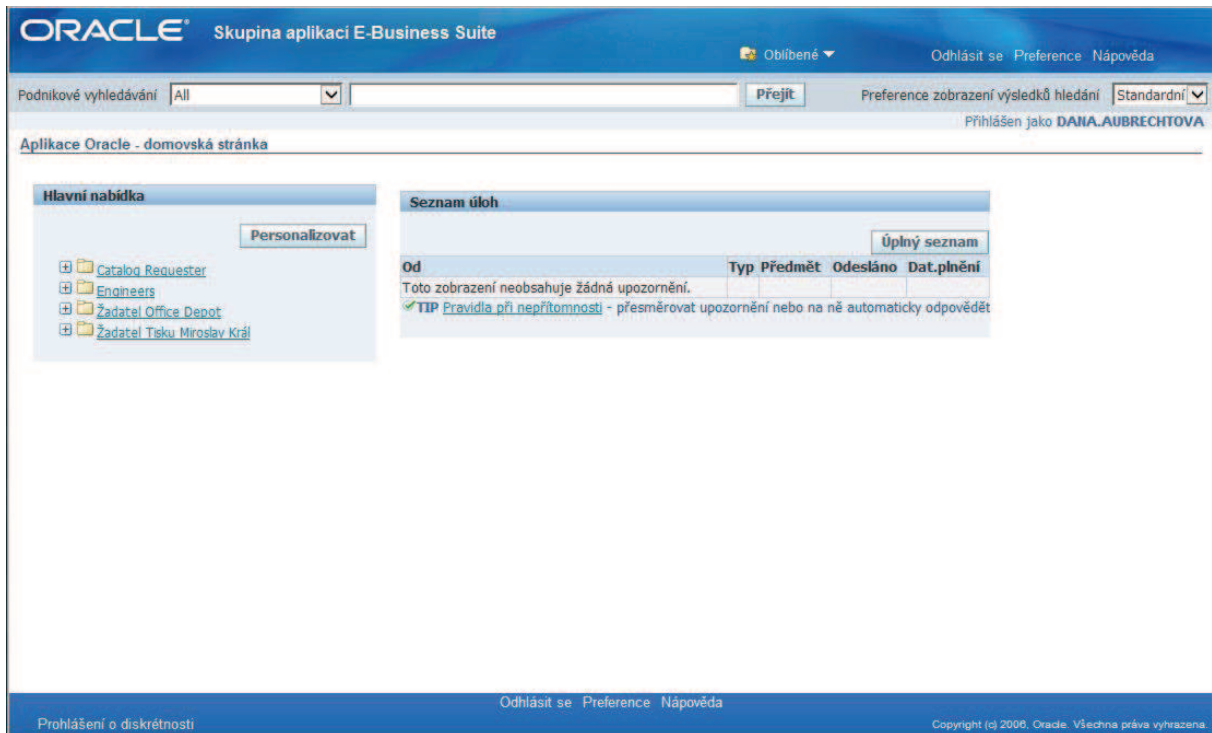 ORACLE® Skupina aplikací E-Business Suite
Oblíbené Odhlásit se Preference Nápověda
Podnikové vyhledávání All Přejít Preference zobrazení výsledků hledání Standardní
Přihlášen jako DANA.AUBRECHTOVA
Aplikace Oracle - domovská stránka
Hlavní nabídka
Personalizovat
Catalog Requester
Engineers
Žadatel Office Depot
Žadatel Tisku Miroslav Král
Seznam úloh
Úplný seznam
Od Typ Předmět Odesláno Dat.plnění
Toto zobrazení neobsahuje žádná upozornění.
TIP Pravidla při nepřítomnosti - přesměrovat upozornění nebo na ně automaticky odpovědět
Odhlásit se Preference Nápověda
Prohlášení o diskrétnosti
Copyright (c) 2006, Oracle. Všechna práva vyhrazena.